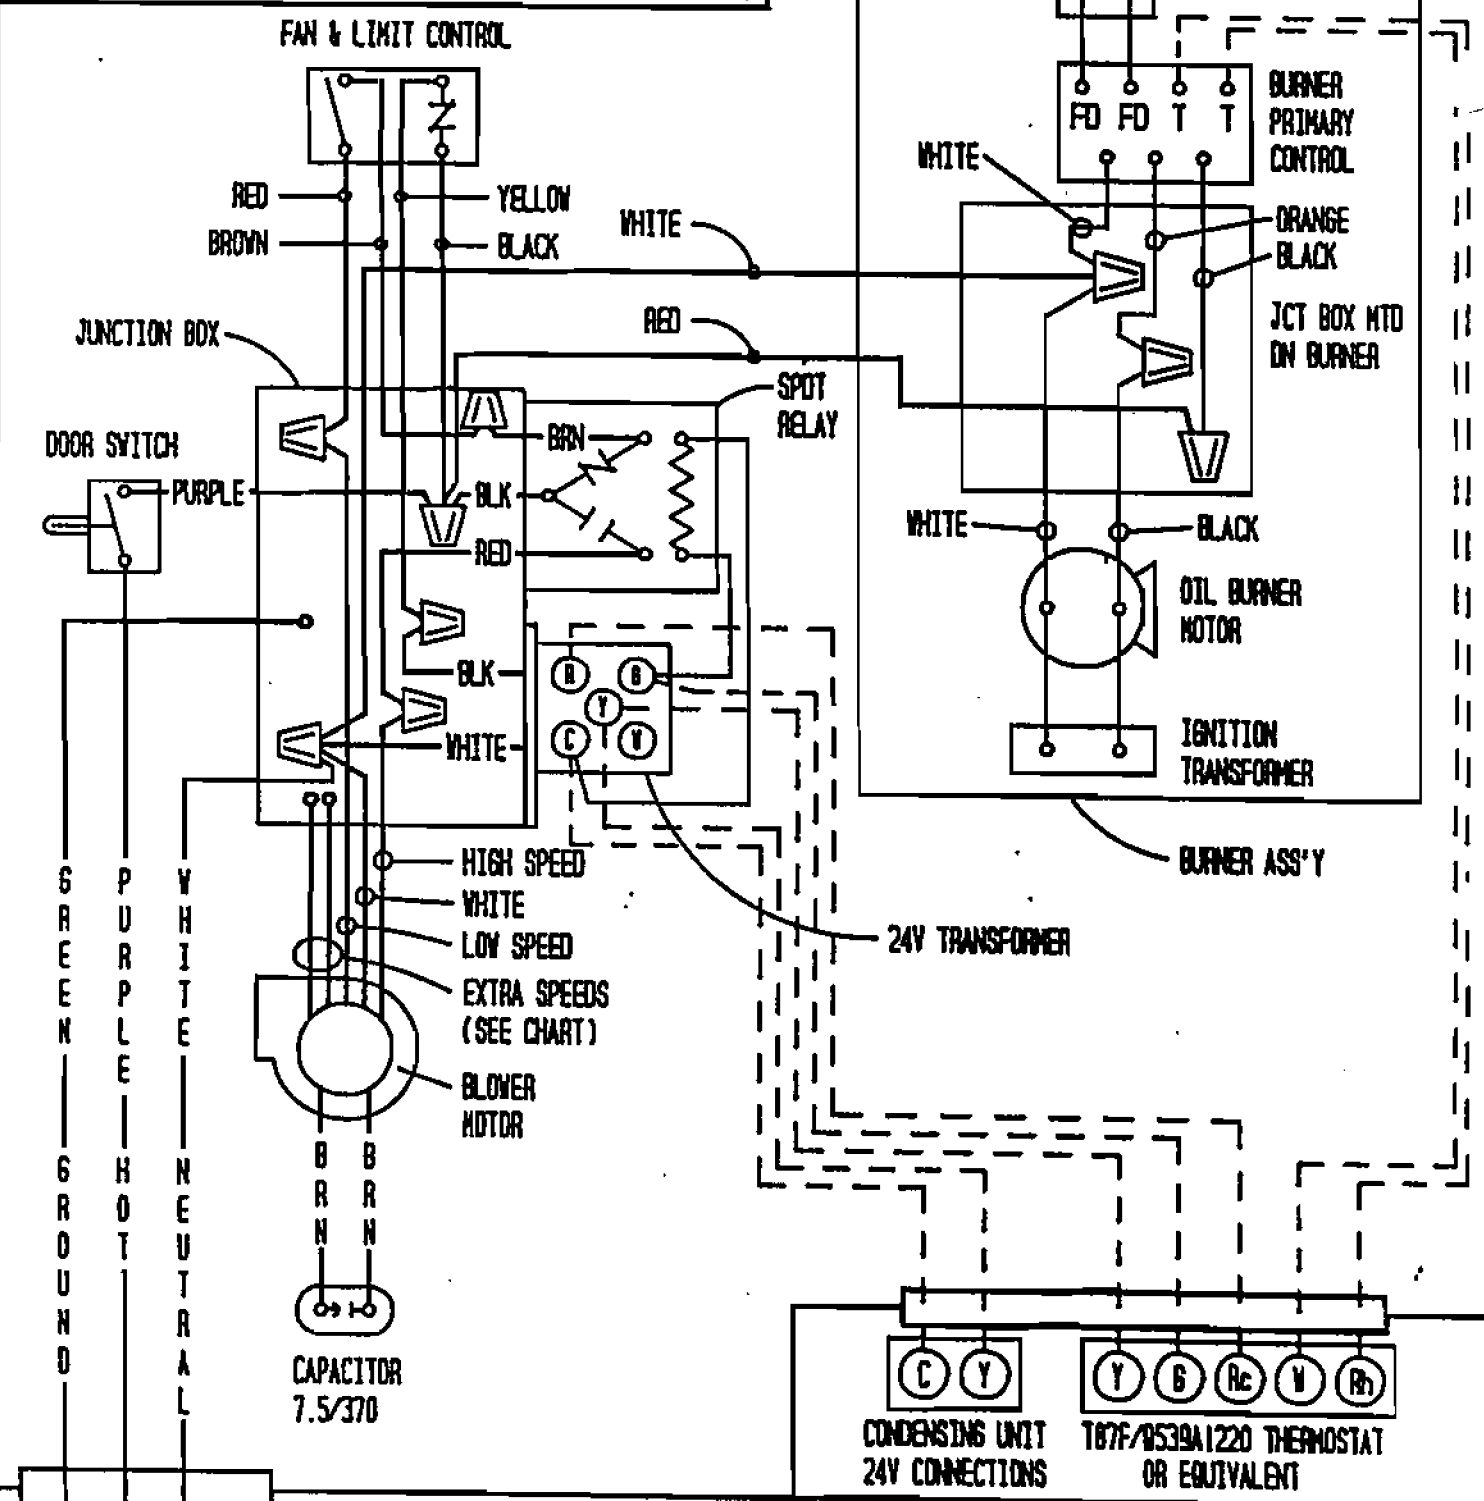 FAN & LIMIT CONTROL
RED
BROWN
YELLOW
BLACK
WHITE
RED
JUNCTION BOX
DOOR SWITCH
PURPLE
BRN
BLK
RED
SPDT
RELAY
BLK
WHITE
R
G
Y
C
W
FD FD T T
BURNER
PRIMARY
CONTROL
WHITE
ORANGE
BLACK
JCT BOX MTD
ON BURNER
WHITE
BLACK
OIL BURNER
MOTOR
IGNITION
TRANSFORMER
BURNER ASS'Y
24V TRANSFORMER
HIGH SPEED
WHITE
LOW SPEED
EXTRA SPEEDS
(SEE CHART)
BLOWER
MOTOR
GREEN GROUND
PURPLE HOT
WHITE NEUTRAL
BRN
BRN
CAPACITOR
7.5/370
C Y
Y G Rc W Rh
CONDENSING UNIT
24V CONNECTIONS
T87F/Q539A1220 THERMOSTAT
OR EQUIVALENT